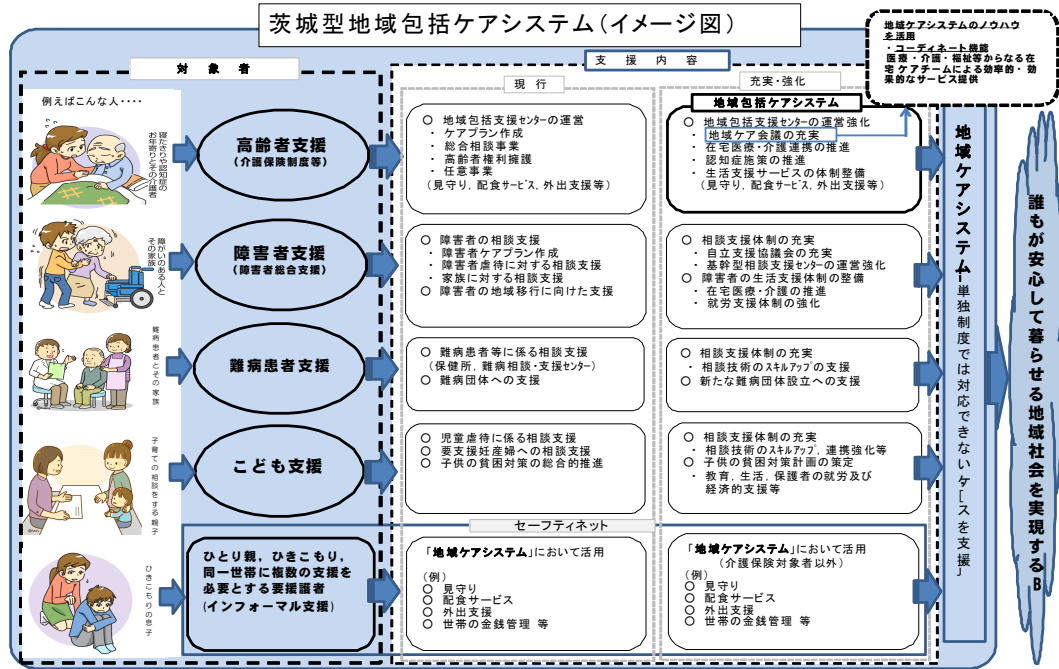 茨城型地域包括ケアシステム（イメージ図）
地域ケアシステムのノウハウ
を活用
・コーディネート機能
医療・介護・福祉等からなる在
宅ケアチームによる効率的・効
果的なサービス提供
対象者
支援内容
現行
充実・強化
例えばこんな人・・・・
寝たきりや認知症の
お年寄りとその介護者
高齢者支援
（介護保険制度等）
○ 地域包括支援センターの運営
・ ケアプラン作成
・ 総合相談事業
・ 高齢者権利擁護
・ 任意事業
（見守り，配食サービス，外出支援等）
地域包括ケアシステム
○ 地域包括支援センターの運営強化
・ 地域ケア会議の充実
・ 在宅医療・介護連携の推進
・ 認知症施策の推進
・ 生活支援サービスの体制整備
（見守り，配食サービス，外出支援等）
障がいのある人と
その家族
障害者支援
（障害者総合支援）
○ 障害者の相談支援
・ 障害者ケアプラン作成
・ 障害者虐待に対する相談支援
・ 家族に対する相談支援
○ 障害者の地域移行に向けた支援
○ 相談支援体制の充実
・ 自立支援協議会の充実
・ 基幹型相談支援センターの運営強化
○ 障害者の生活支援体制の整備
・ 在宅医療・介護の推進
・ 就労支援体制の強化
難病患者とその家族
難病患者支援
○ 難病患者等に係る相談支援
（保健所，難病相談・支援センター）
○ 難病団体への支援
○ 相談支援体制の充実
・ 相談技術のスキルアップの支援
○ 新たな難病団体設立への支援
子育ての相談をする親子
こども支援
○ 児童虐待に係る相談支援
○ 要支援妊産婦への相談支援
○ 子供の貧困対策の総合的推進
○ 相談支援体制の充実
・ 相談技術のスキルアップ，連携強化等
○ 子供の貧困対策計画の策定
・ 教育，生活，保護者の就労及び
経済的支援等
セーフティネット
ひきこもりの息子
ひとり親，ひきこもり，
同一世帯に複数の支援を
必要とする要援護者
（インフォーマル支援）
「地域ケアシステム」において活用
（例）
○ 見守り
○ 配食サービス
○ 外出支援
○ 世帯の金銭管理 等
「地域ケアシステム」において活用
（介護保険対象者以外）
（例）
○ 見守り
○ 配食サービス
○ 外出支援
○ 世帯の金銭管理 等
地域ケアシステム「単独制度では対応できないケースを支援」
誰もが安心して暮らせる地域社会を実現するB